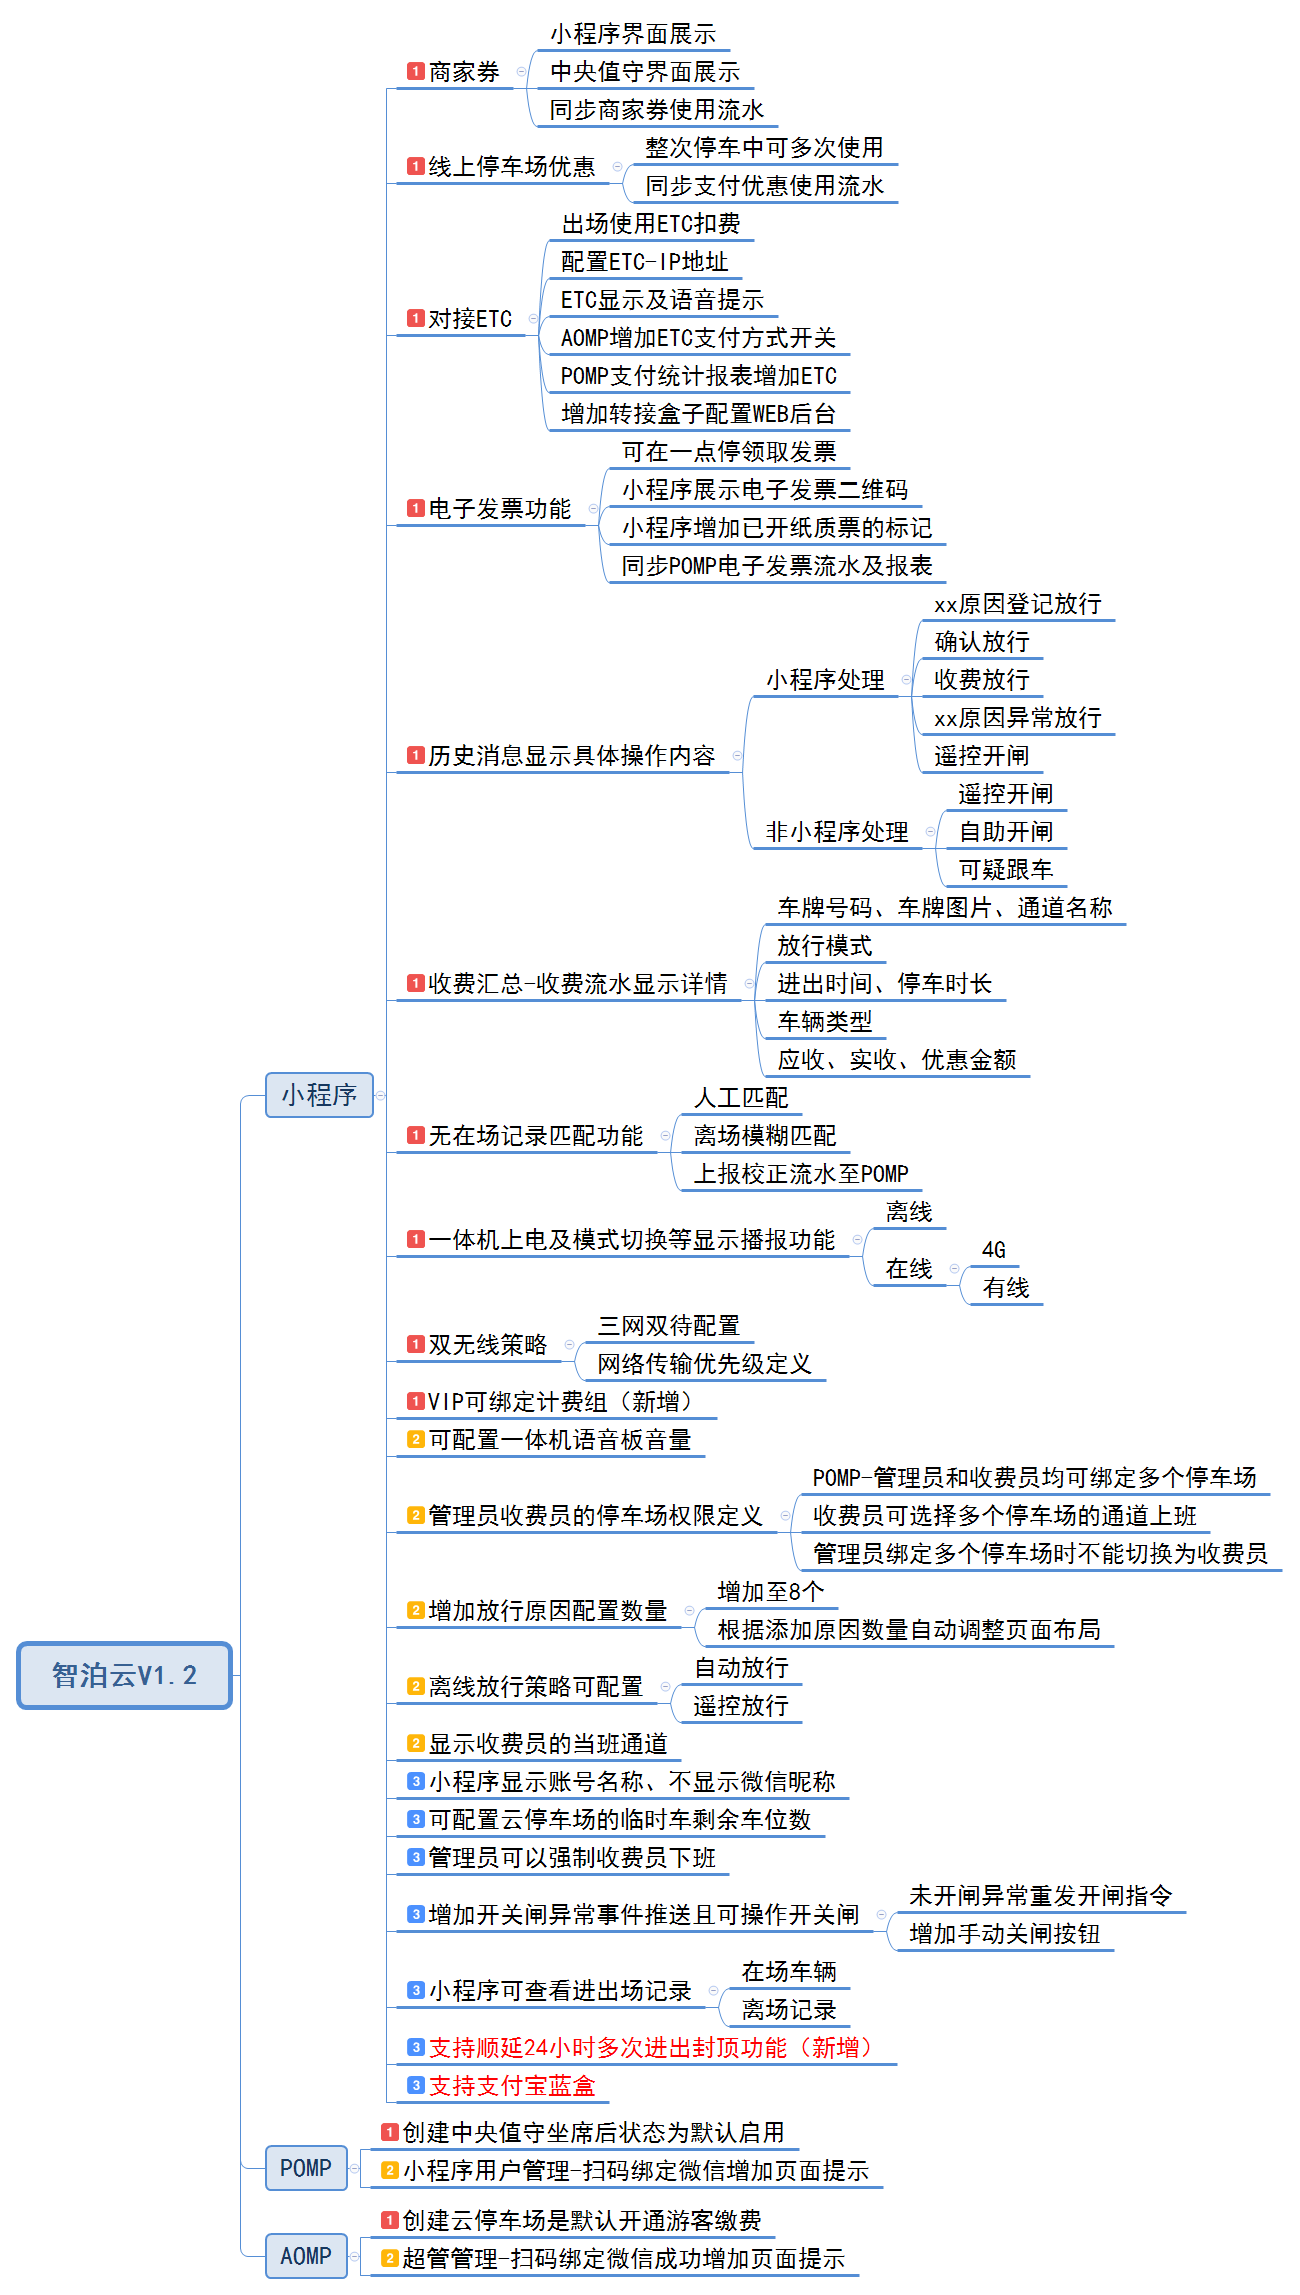 小程序界面展示
1 商家券
中央值守界面展示
同步商家券使用流水
整次停车中可多次使用
1 线上停车场优惠
同步支付优惠使用流水
出场使用ETC扣费
配置ETC-IP地址
ETC显示及语音提示
1 对接ETC
AOMP增加ETC支付方式开关
POMP支付统计报表增加ETC
增加转接盒子配置WEB后台
可在一点停领取发票
小程序展示电子发票二维码
1 电子发票功能
小程序增加已开纸质票的标记
同步POMP电子发票流水及报表
xx原因登记放行
确认放行
小程序处理
收费放行
xx原因异常放行
遥控开闸
1 历史消息显示具体操作内容
遥控开闸
非小程序处理
自助开闸
可疑跟车
车牌号码、车牌图片、通道名称
放行模式
1 收费汇总-收费流水显示详情
进出时间、停车时长
车辆类型
应收、实收、优惠金额
小程序
人工匹配
1 无在场记录匹配功能
离场模糊匹配
上报校正流水至POMP
离线
1 一体机上电及模式切换等显示播报功能
在线
4G
有线
三网双待配置
1 双无线策略
网络传输优先级定义
1 VIP可绑定计费组（新增）
2 可配置一体机语音板音量
POMP-管理员和收费员均可绑定多个停车场
2 管理员收费员的停车场权限定义
收费员可选择多个停车场的通道上班
管理员绑定多个停车场时不能切换为收费员
增加至8个
2 增加放行原因配置数量
根据添加原因数量自动调整页面布局
智泊云V1.2
自动放行
2 离线放行策略可配置
遥控放行
2 显示收费员的当班通道
3 小程序显示账号名称、不显示微信昵称
3 可配置云停车场的临时车剩余车位数
3 管理员可以强制收费员下班
未开闸异常重发开闸指令
3 增加开关闸异常事件推送且可操作开关闸
增加手动关闸按钮
在场车辆
3 小程序可查看进出场记录
离场记录
3 支持顺延24小时多次进出封顶功能（新增）
3 支持支付宝蓝盒
1 创建中央值守坐席后状态为默认启用
POMP
2 小程序用户管理-扫码绑定微信增加页面提示
1 创建云停车场是默认开通游客缴费
AOMP
2 超管管理-扫码绑定微信成功增加页面提示